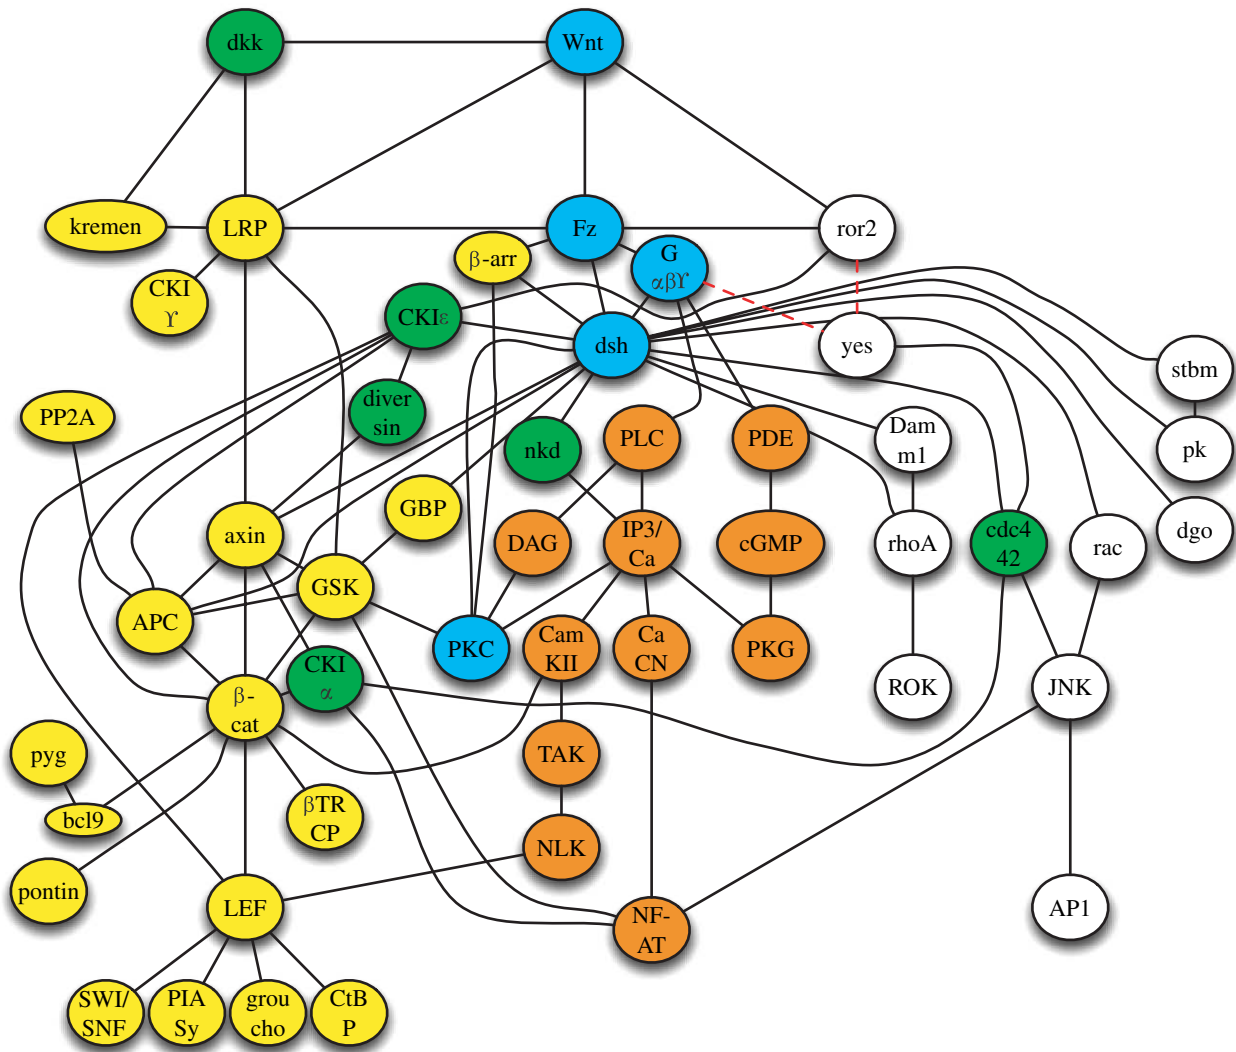 dkk
Wnt
kremen
LRP
Fz
ror2
β-arr
G
αβϒ
CKI
ϒ
CKIε
dsh
yes
stbm
PP2A
diver
sin
nkd
PLC
PDE
Dam
m1
pk
GBP
axin
DAG
IP3/
Ca
cGMP
rhoA
cdc4
42
rac
dgo
GSK
APC
PKC
Cam
KII
Ca
CN
PKG
CKI
α
ROK
JNK
β-
cat
pyg
TAK
bcl9
βTR
CP
NLK
pontin
LEF
NF-
AT
AP1
SWI/
SNF
PIA
Sy
grou
cho
CtB
P